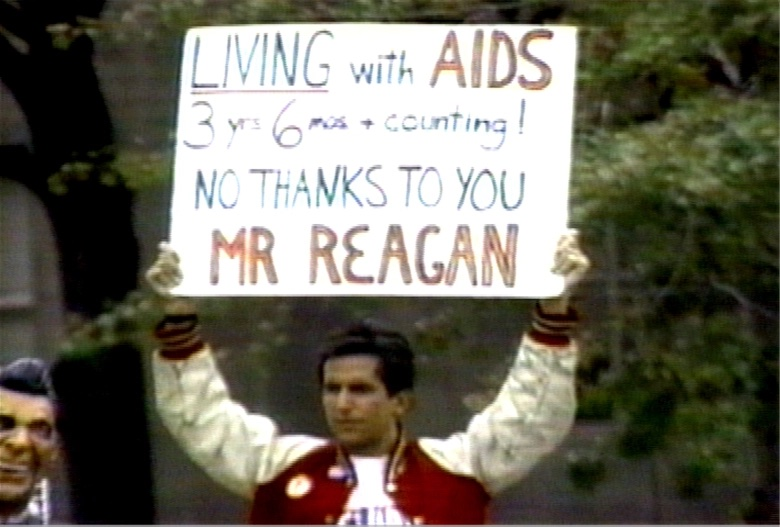 LIVING with AIDS
3 yrs 6 mos + counting!
NO THANKS TO YOU
MR REAGAN